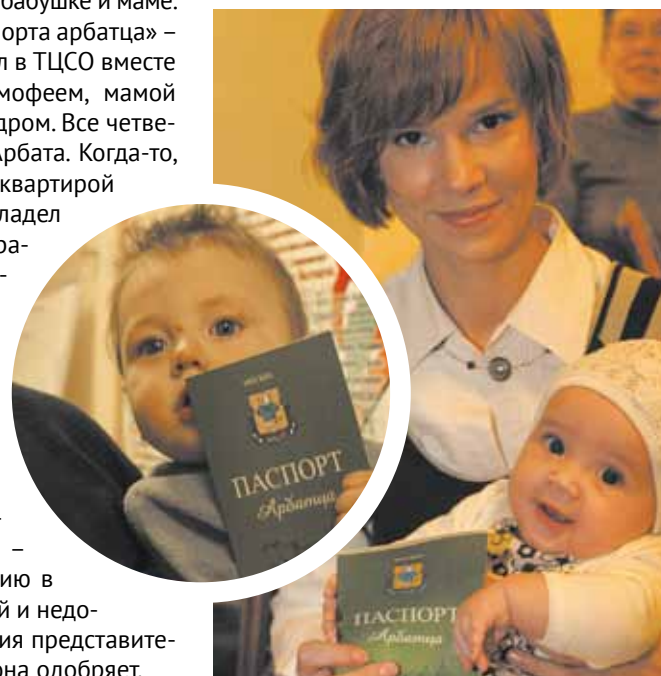 бабушке и маме.
орта арбатца» –
л в ТЦСО вместе
мофеем, мамой
дром. Все четве-
Арбата. Когда-то,
квартирой
ладел
ра-
-
–
ию в
й и недо-
ия представите-
она одобряет.
ПАСПОРТ
Арбатца
ПАСПОРТ
Арбатца